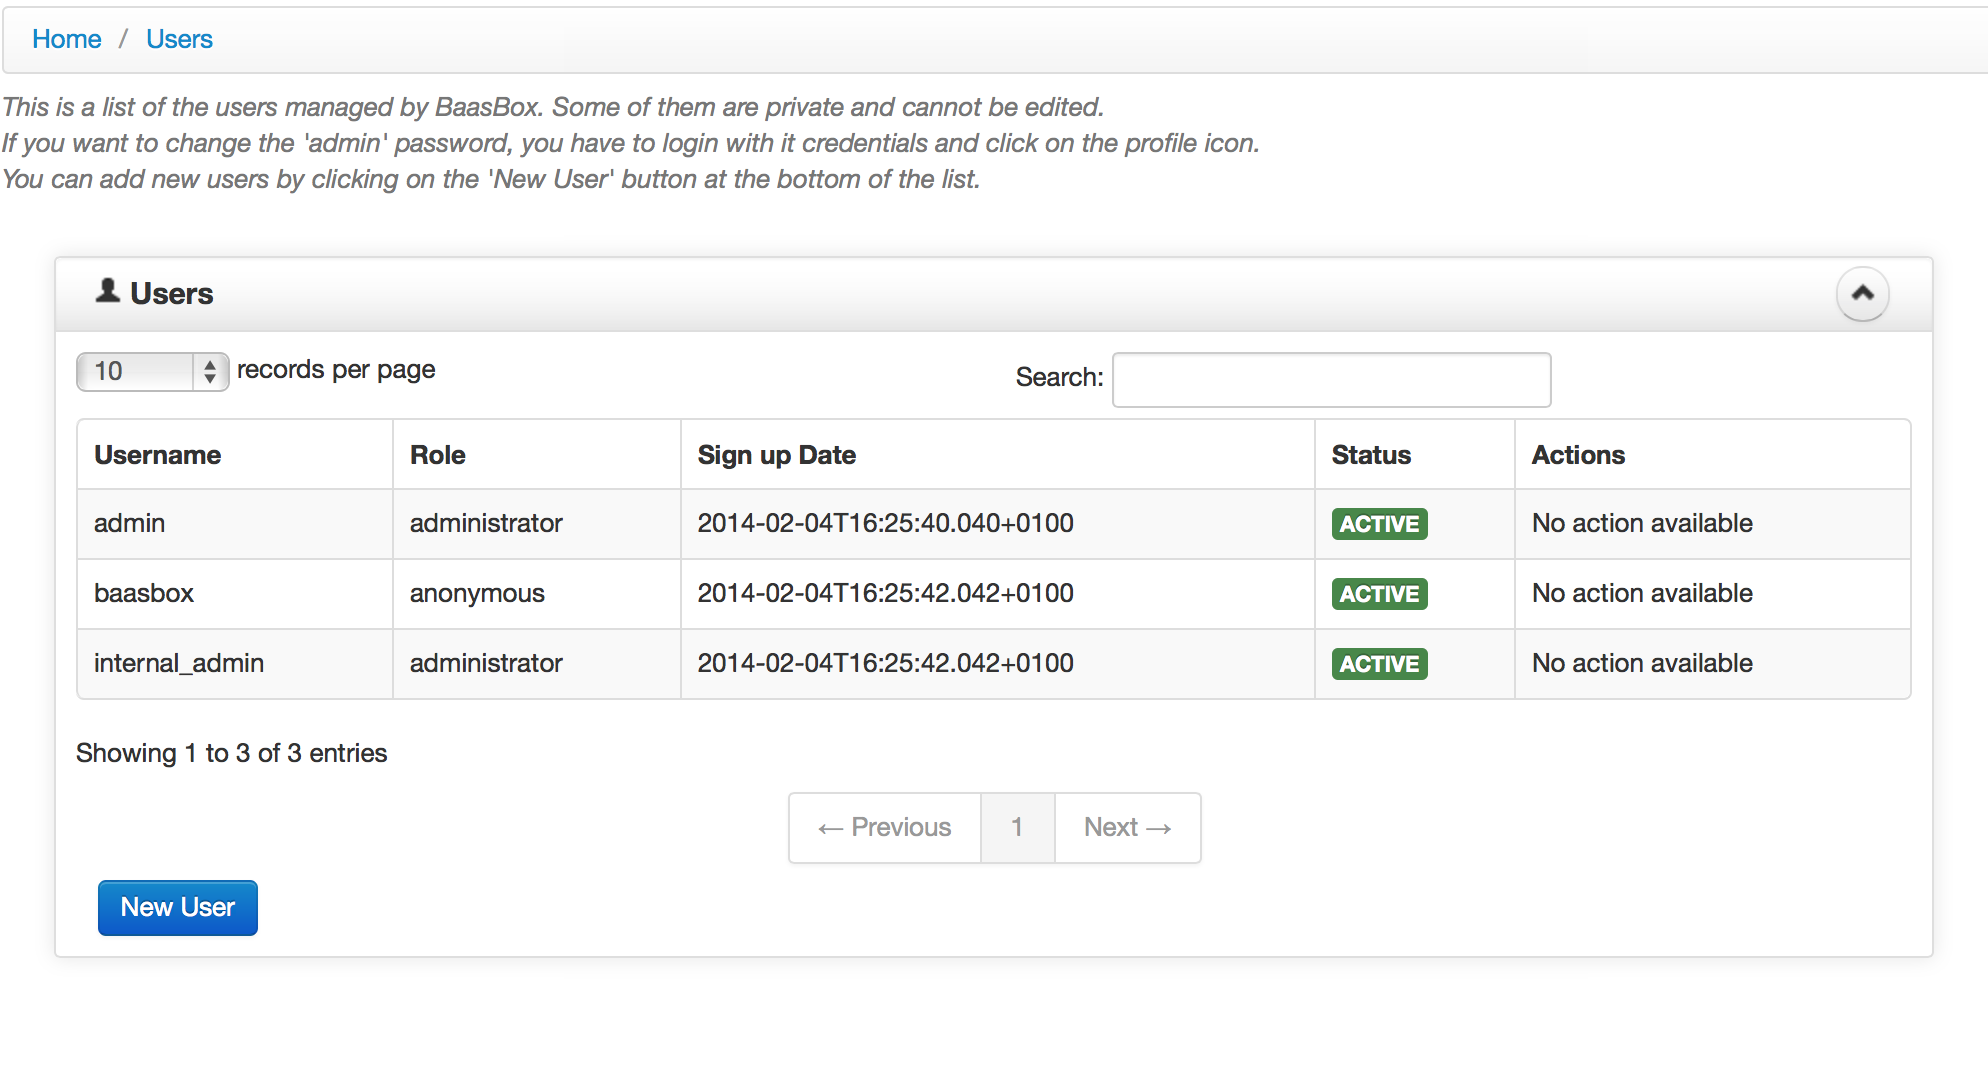 Home / Users
This is a list of the users managed by BaasBox. Some of them are private and cannot be edited.
If you want to change the 'admin' password, you have to login with it credentials and click on the profile icon.
You can add new users by clicking on the 'New User' button at the bottom of the list.
Users
10 records per page Search:
Username Role Sign up Date Status Actions
admin administrator 2014-02-04T16:25:40.040+0100 ACTIVE No action available
baasbox anonymous 2014-02-04T16:25:42.042+0100 ACTIVE No action available
internal_admin administrator 2014-02-04T16:25:42.042+0100 ACTIVE No action available
Showing 1 to 3 of 3 entries
← Previous 1 Next →
New User